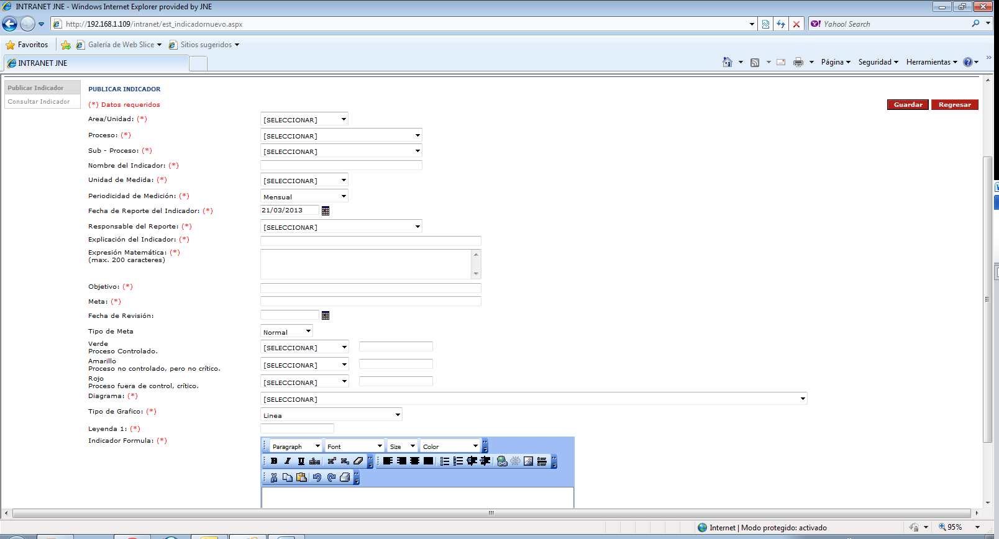 INTRANET JNE - Windows Internet Explorer provided by JNE
http://192.168.1.109/intranet/est_indicadornuevo.aspx
Yahoo! Search
Favoritos
Galería de Web Slice
Sitios sugeridos
INTRANET JNE
Página
Seguridad
Herramientas
Publicar Indicador
Consultar Indicador
PUBLICAR INDICADOR
(*) Datos requeridos
Guardar
Regresar
Area/Unidad: (*) [SELECCIONAR]
Proceso: (*) [SELECCIONAR]
Sub - Proceso: (*) [SELECCIONAR]
Nombre del Indicador: (*)
Unidad de Medida: (*) [SELECCIONAR]
Periodicidad de Medición: (*) Mensual
Fecha de Reporte del Indicador: (*) 21/03/2013
Responsable del Reporte: (*) [SELECCIONAR]
Explicación del Indicador: (*)
Expresión Matemática: (*)
(max. 200 caracteres)
Objetivo: (*)
Meta: (*)
Fecha de Revisión:
Tipo de Meta Normal
Verde
Proceso Controlado. [SELECCIONAR]
Amarillo
Proceso no controlado, pero no crítico. [SELECCIONAR]
Rojo
Proceso fuera de control, crítico. [SELECCIONAR]
Diagrama: (*) [SELECCIONAR]
Tipo de Grafico: (*) Linea
Leyenda 1: (*)
Indicador Formula: (*)
Paragraph Font Size Color
B I U abc x² x₂
Internet | Modo protegido: activado
95%